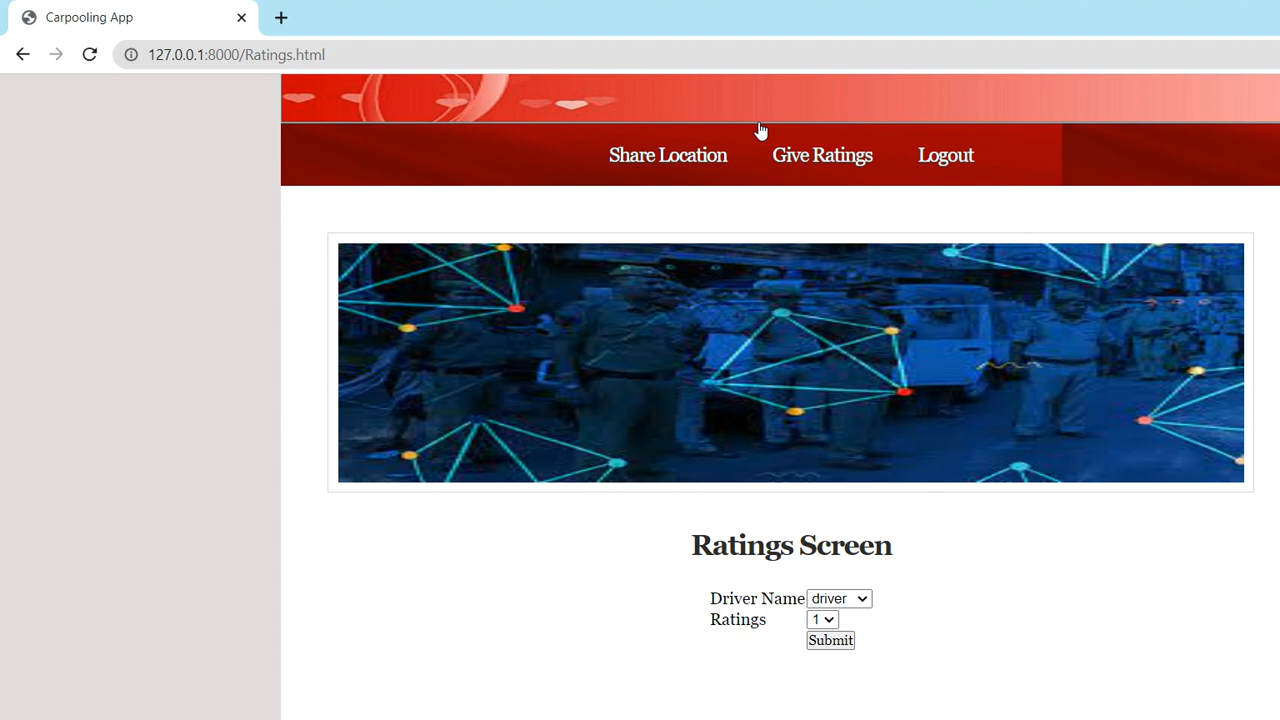 Carpooling App
127.0.0.1:8000/Ratings.html
Share Location Give Ratings Logout
Ratings Screen
Driver Name driver
Ratings 1
Submit